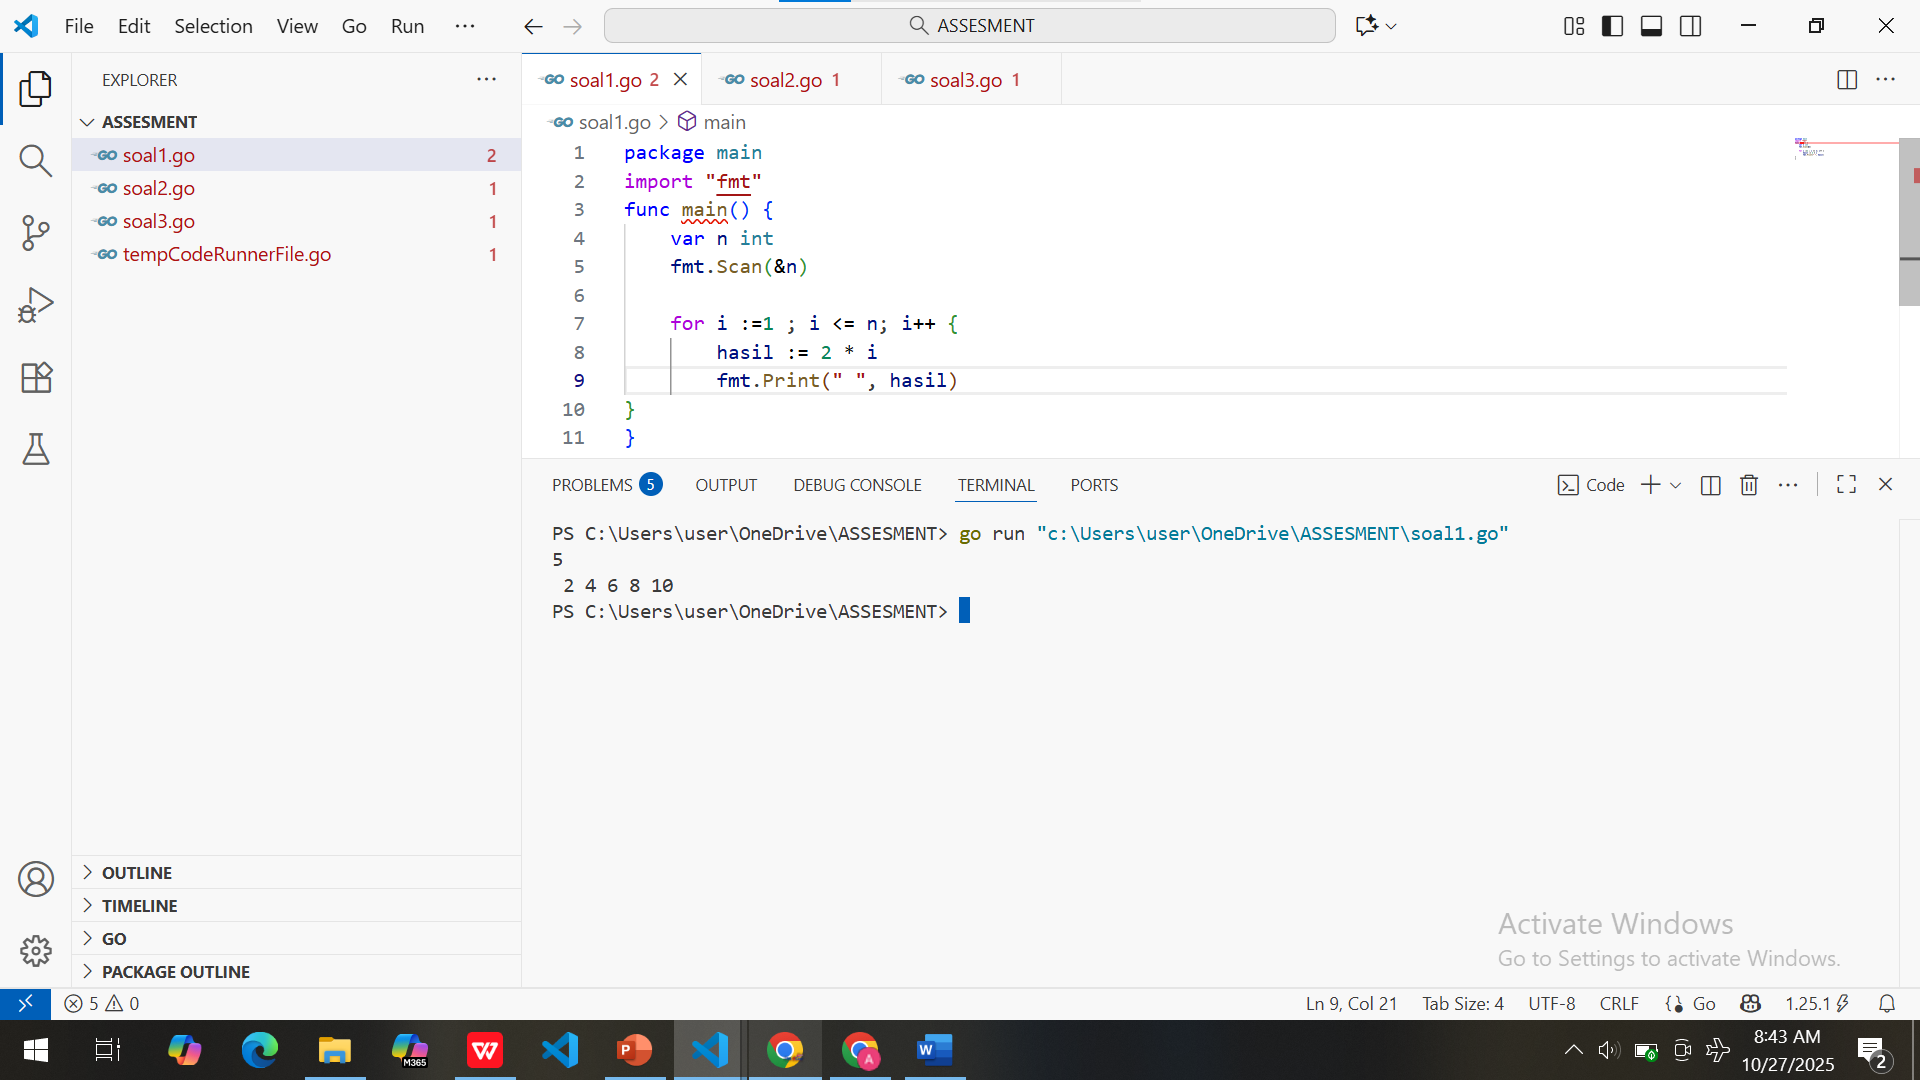 File Edit Selection View Go Run ···
ASSESMENT
EXPLORER
ASSESMENT
soal1.go 2
soal2.go 1
soal3.go 1
tempCodeRunnerFile.go 1
OUTLINE
TIMELINE
GO
PACKAGE OUTLINE
soal1.go 2
soal2.go 1
soal3.go 1
soal1.go > main
1 package main
2 import "fmt"
3 func main() {
4 var n int
5 fmt.Scan(&n)
6
7 for i :=1 ; i <= n; i++ {
8 hasil := 2 * i
9 fmt.Print(" ", hasil)
10 }
11 }
PROBLEMS 5 OUTPUT DEBUG CONSOLE TERMINAL PORTS
Code
PS C:\Users\user\OneDrive\ASSESMENT> go run "c:\Users\user\OneDrive\ASSESMENT\soal1.go"
5
2 4 6 8 10
PS C:\Users\user\OneDrive\ASSESMENT>
Activate Windows
Go to Settings to activate Windows.
5 0
Ln 9, Col 21 Tab Size: 4 UTF-8 CRLF Go 1.25.1
M365
W
P
A
W
8:43 AM
10/27/2025
2